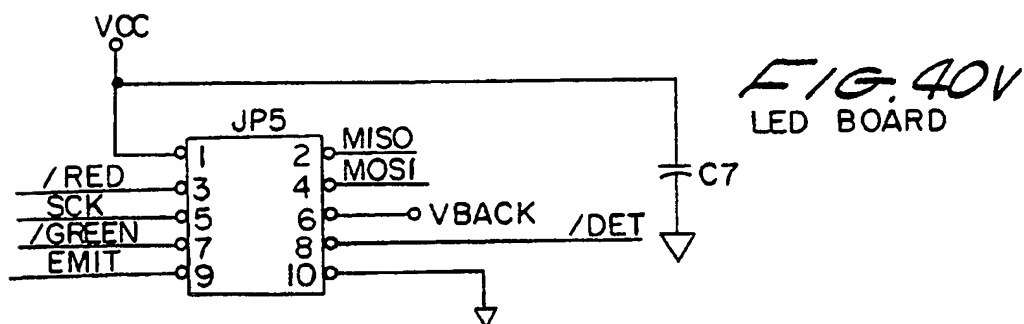 VCC
FIG. 40V
LED BOARD
JP5
1 2 MISO
/RED 3 4 MOSI
SCK 5 6 VBACK
/GREEN 7 8 /DET
EMIT 9 10
C7